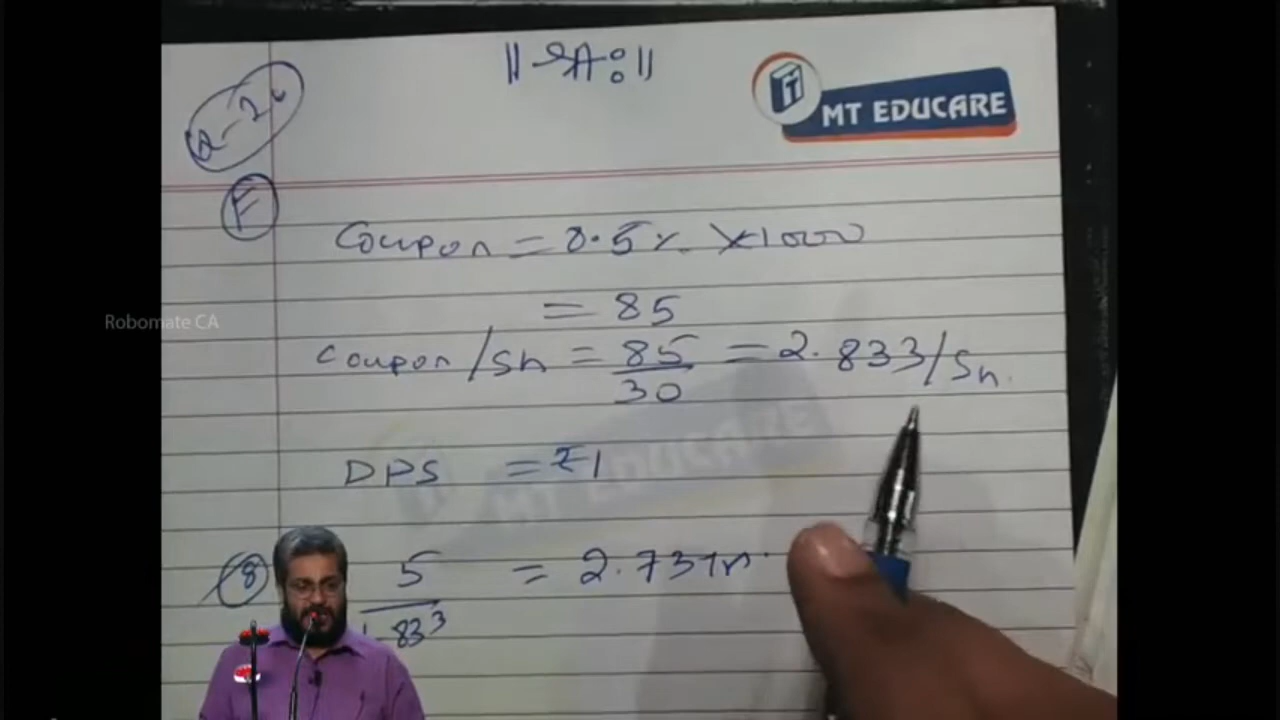 || श्री: ||
MT EDUCARE
Q-26
F
Coupon = 8.5% × 1000
= 85
Robomate CA
Coupon/Sh = 85/30 = 2.833/Sh.
DPS = ₹1
8 5/1.833 = 2.73Yr.